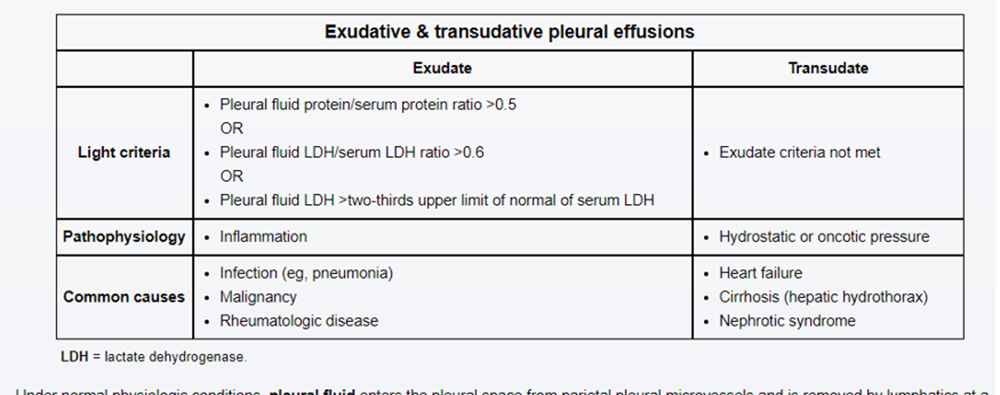 Exudative & transudative pleural effusions
Exudate
Transudate
Light criteria
• Pleural fluid protein/serum protein ratio >0.5
OR
• Pleural fluid LDH/serum LDH ratio >0.6
OR
• Pleural fluid LDH >two-thirds upper limit of normal of serum LDH
• Exudate criteria not met
Pathophysiology
• Inflammation
• Hydrostatic or oncotic pressure
Common causes
• Infection (eg, pneumonia)
• Malignancy
• Rheumatologic disease
• Heart failure
• Cirrhosis (hepatic hydrothorax)
• Nephrotic syndrome
LDH = lactate dehydrogenase.
Under normal physiologic conditions, pleural fluid enters the pleural space from parietal pleural microvessels and is removed by lymphatics at a